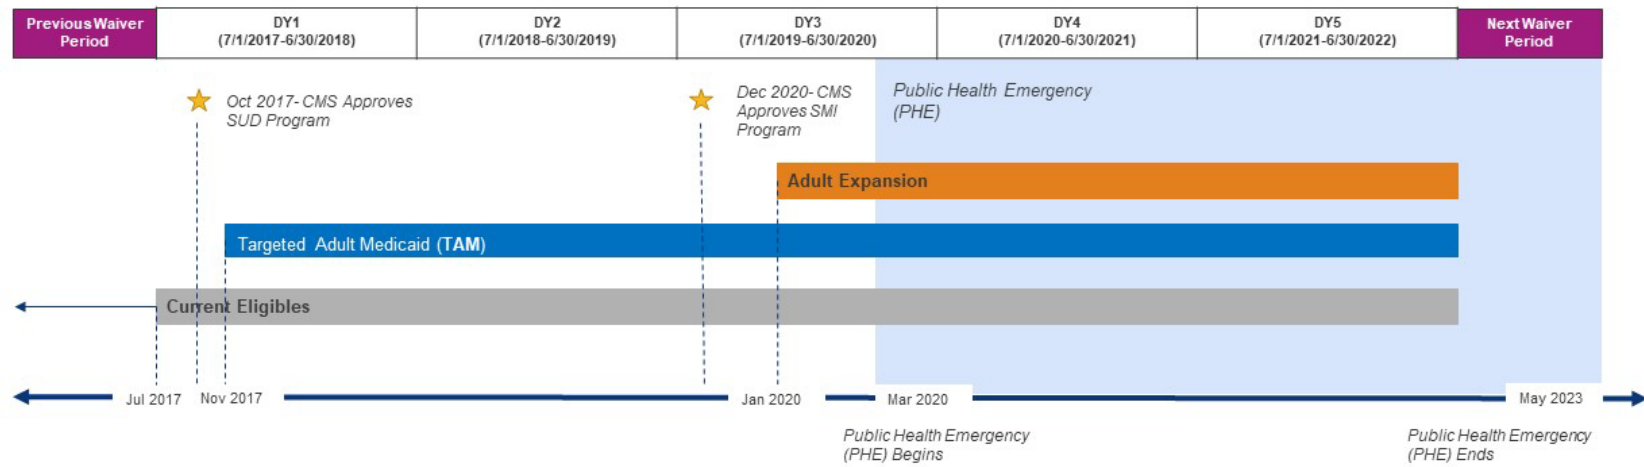 Previous Waiver
Period
DY1
(7/1/2017-6/30/2018)
DY2
(7/1/2018-6/30/2019)
DY3
(7/1/2019-6/30/2020)
DY4
(7/1/2020-6/30/2021)
DY5
(7/1/2021-6/30/2022)
Next Waiver
Period
Oct 2017- CMS Approves
SUD Program
Dec 2020- CMS
Approves SMI
Program
Public Health Emergency
(PHE)
Adult Expansion
Targeted Adult Medicaid (TAM)
Current Eligibles
Jul 2017
Nov 2017
Jan 2020
Mar 2020
May 2023
Public Health Emergency
(PHE) Begins
Public Health Emergency
(PHE) Ends